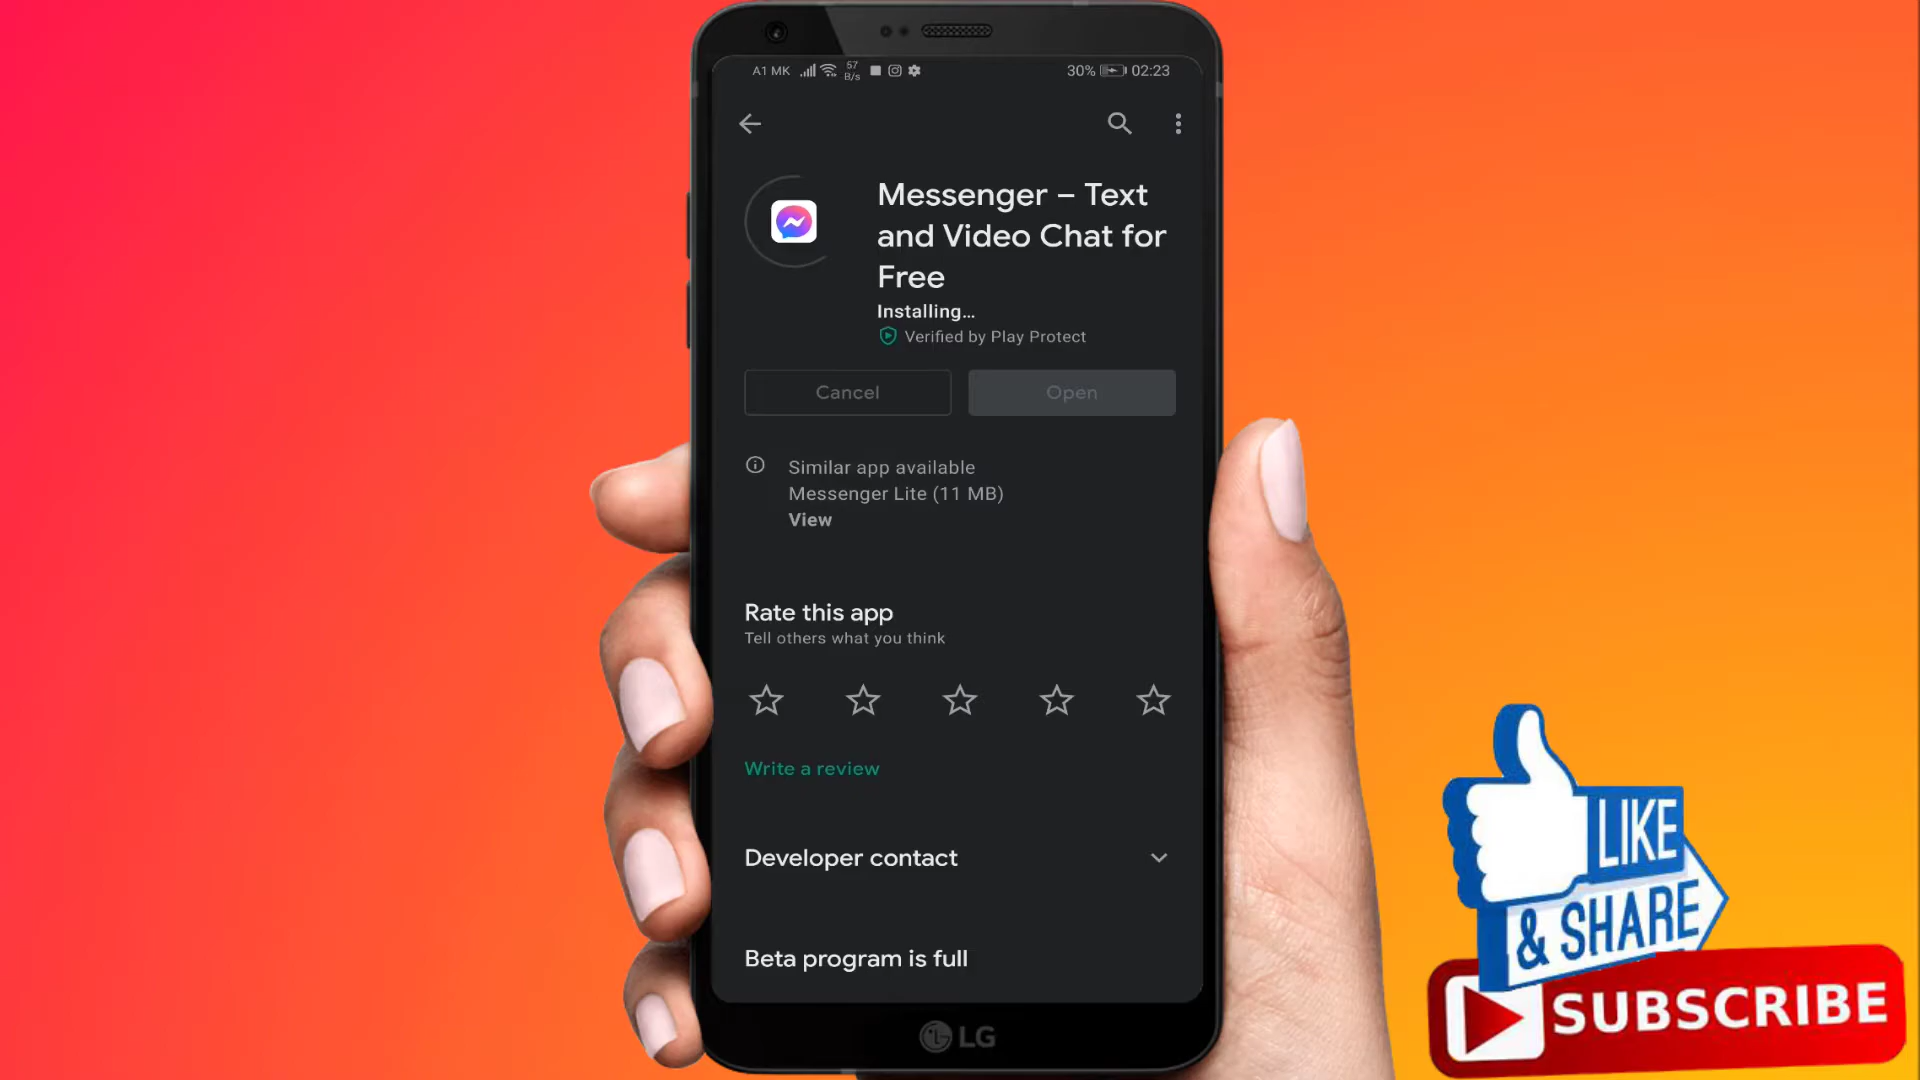 A1 MK
57
B/s
30%
02:23
Messenger – Text
and Video Chat for
Free
Installing...
Verified by Play Protect
Cancel
Open
Similar app available
Messenger Lite (11 MB)
View
Rate this app
Tell others what you think
Write a review
Developer contact
Beta program is full
LG
LIKE
& SHARE
SUBSCRIBE